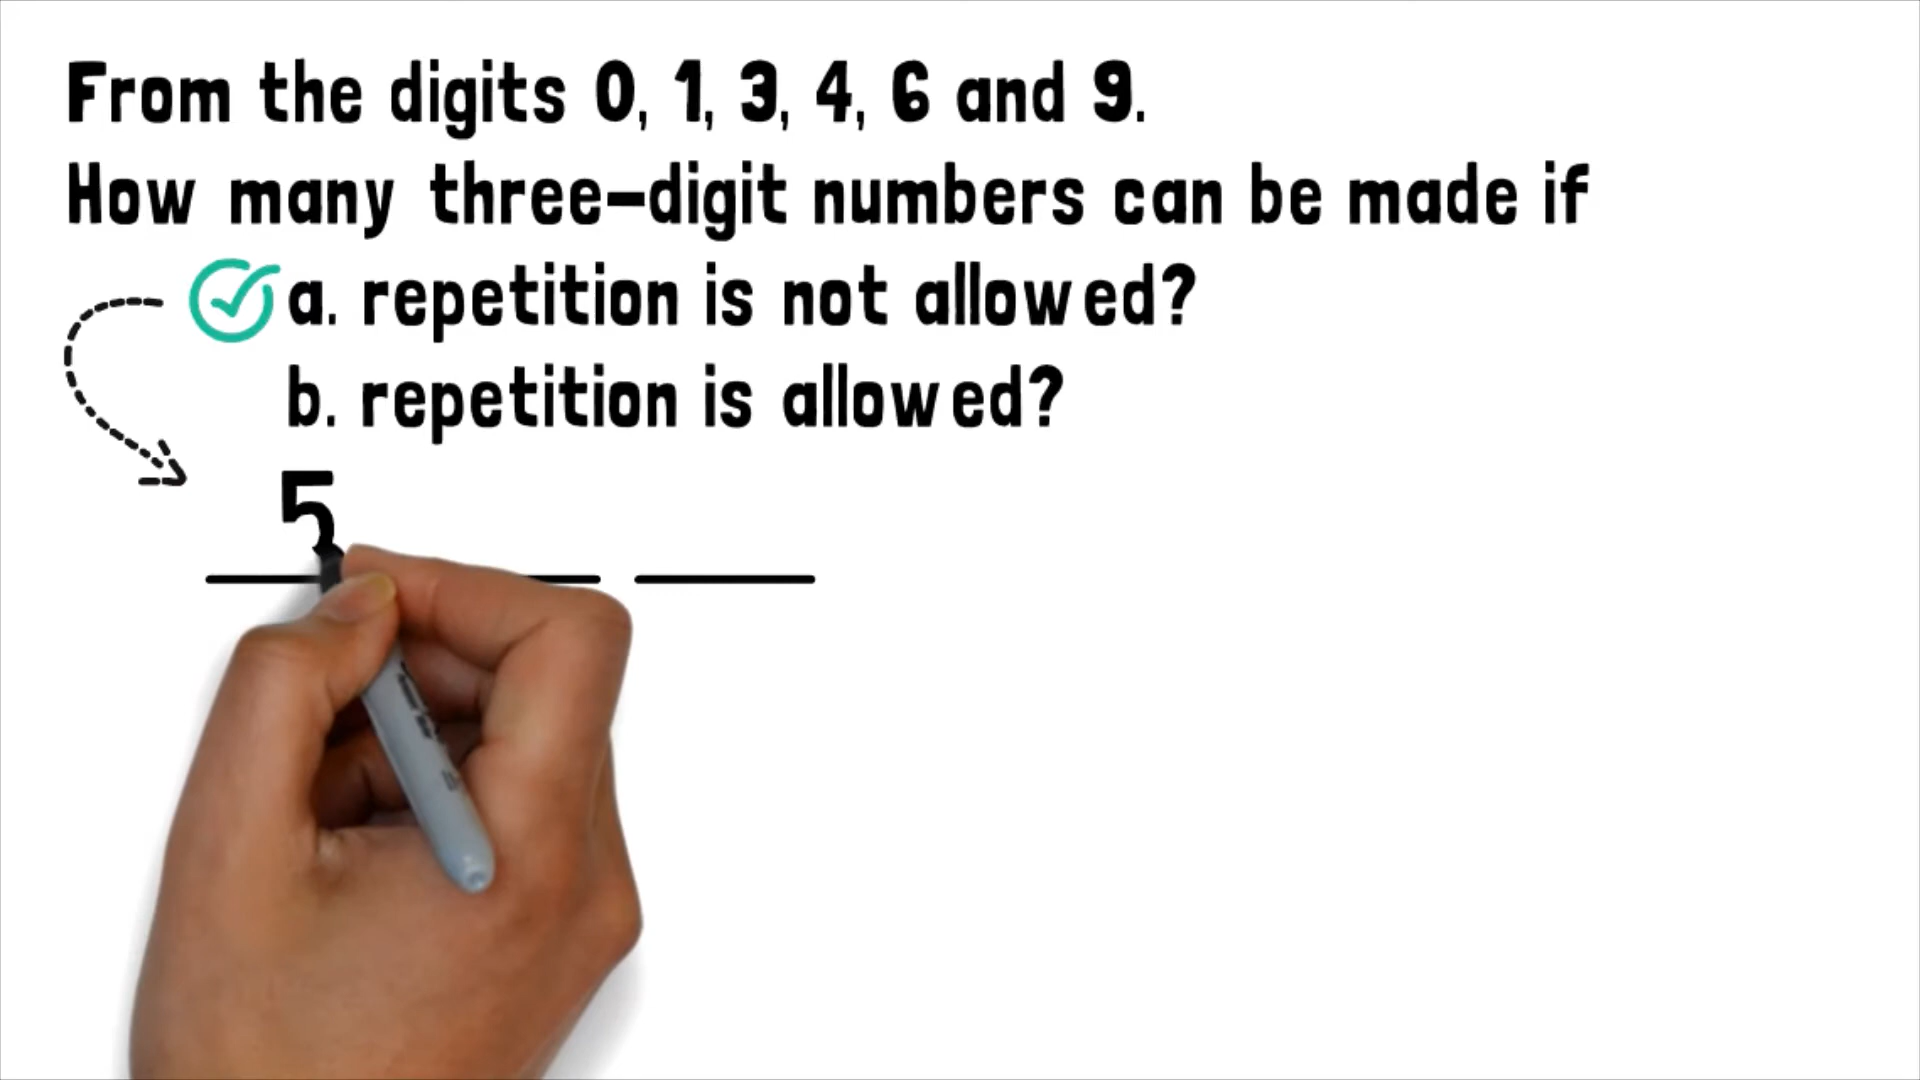 From the digits 0, 1, 3, 4, 6 and 9.
How many three-digit numbers can be made if
a. repetition is not allowed?
b. repetition is allowed?
5